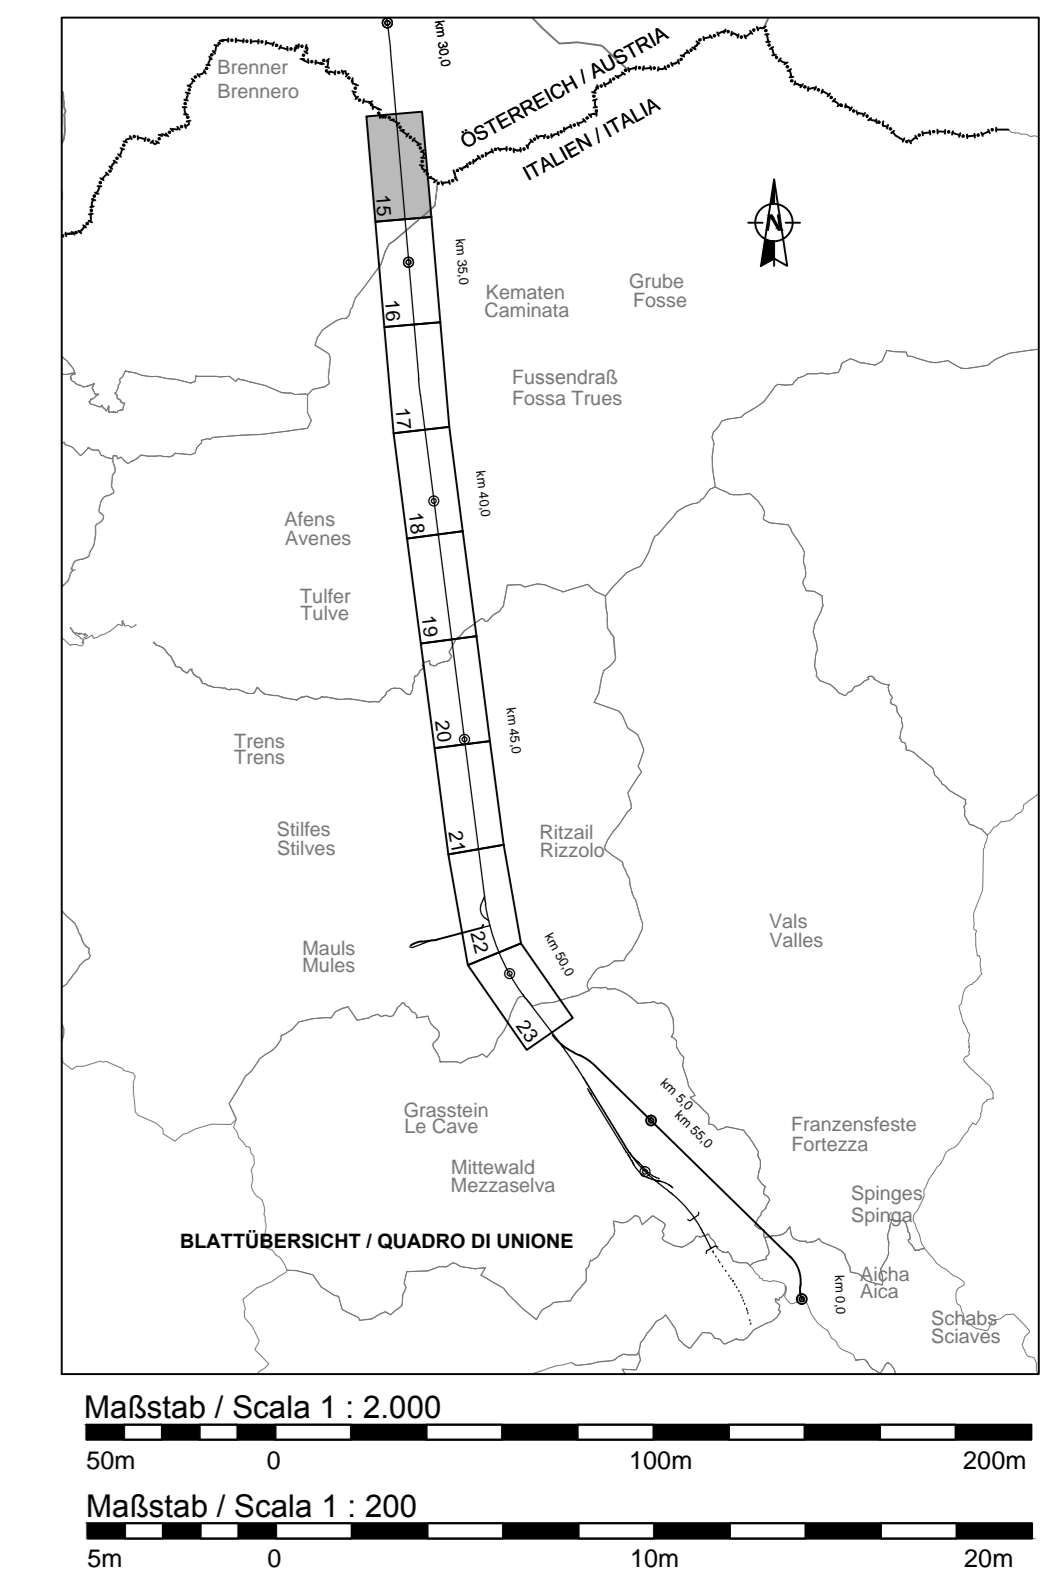 km 30,0
Brenner
Brennero
ÖSTERREICH / AUSTRIA
ITALIEN / ITALIA
N
15
km 35,0
Kematen
Caminata
Grube
Fosse
16
Fussendraß
Fossa Trues
17
km 40,0
Afens
Avenes
18
Tulfer
Tulve
19
Trens
Trens
20
km 45,0
Stilfes
Stilves
21
Ritzail
Rizzolo
Vals
Valles
Mauls
Mules
22
km 50,0
23
km 5,0
km 55,0
Grasstein
Le Cave
Franzensfeste
Fortezza
Mittewald
Mezzaselva
Spinges
Spinga
BLATTÜBERSICHT / QUADRO DI UNIONE
Aicha
Aica
km 0,0
Schabs
Sciaves
Maßstab / Scala 1 : 2.000
50m 0 100m 200m
Maßstab / Scala 1 : 200
5m 0 10m 20m